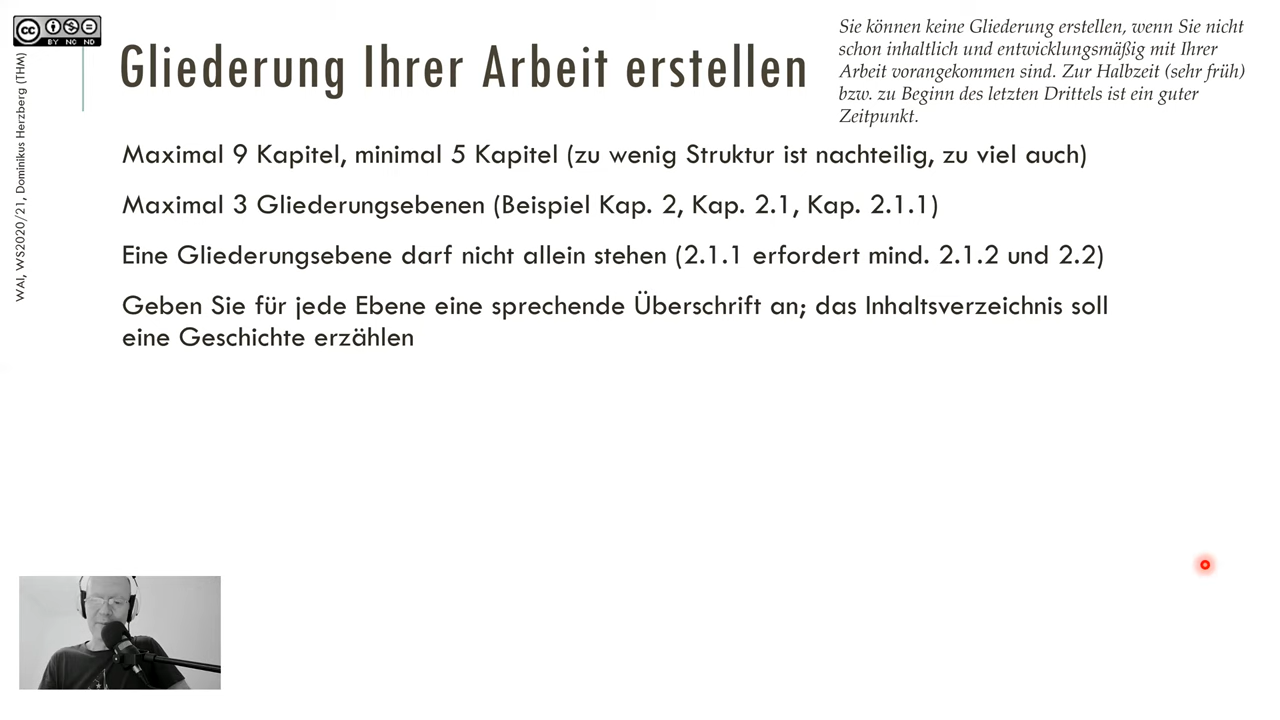 cc BY NC ND
WAI, WS2020/21, Dominikus Herzberg (THM)
Gliederung Ihrer Arbeit erstellen
Sie können keine Gliederung erstellen, wenn Sie nicht
schon inhaltlich und entwicklungsmäßig mit Ihrer
Arbeit vorangekommen sind. Zur Halbzeit (sehr früh)
bzw. zu Beginn des letzten Drittels ist ein guter
Zeitpunkt.
Maximal 9 Kapitel, minimal 5 Kapitel (zu wenig Struktur ist nachteilig, zu viel auch)
Maximal 3 Gliederungsebenen (Beispiel Kap. 2, Kap. 2.1, Kap. 2.1.1)
Eine Gliederungsebene darf nicht allein stehen (2.1.1 erfordert mind. 2.1.2 und 2.2)
Geben Sie für jede Ebene eine sprechende Überschrift an; das Inhaltsverzeichnis soll
eine Geschichte erzählen